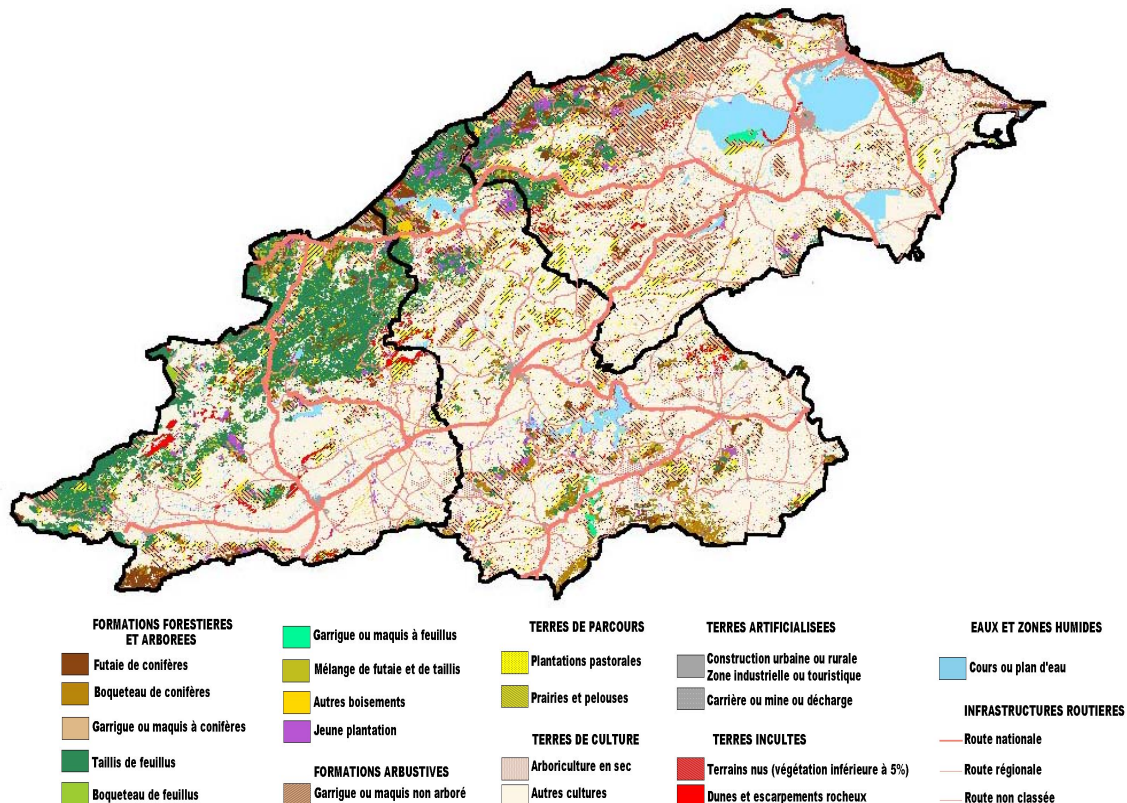 FORMATIONS FORESTIERES
ET ARBOREES
Futaie de conifères
Boqueteau de conifères
Garrigue ou maquis à conifères
Taillis de feuillus
Boqueteau de feuillus
Garrigue ou maquis à feuillus
Mélange de futaie et de taillis
Autres boisements
Jeune plantation
FORMATIONS ARBUSTIVES
Garrigue ou maquis non arboré
TERRES DE PARCOURS
Plantations pastorales
Prairies et pelouses
TERRES DE CULTURE
Arboriculture en sec
Autres cultures
TERRES ARTIFICIALISEES
Construction urbaine ou rurale
Zone industrielle ou touristique
Carrière ou mine ou décharge
TERRES INCULTES
Terrains nus (végétation inférieure à 5%)
Dunes et escarpements rocheux
EAUX ET ZONES HUMIDES
Cours ou plan d'eau
INFRASTRUCTURES ROUTIERES
Route nationale
Route régionale
Route non classée